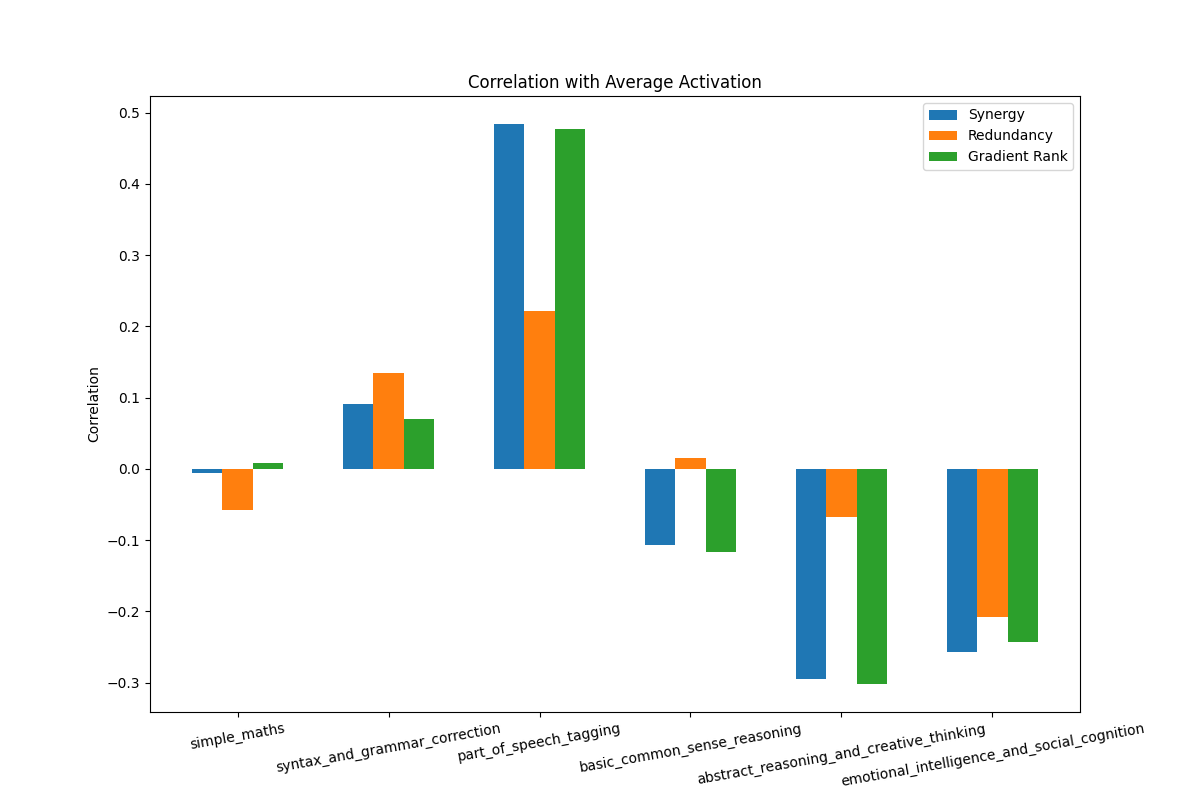 Correlation with Average Activation
Synergy
Redundancy
Gradient Rank
Correlation
0.5
0.4
0.3
0.2
0.1
0.0
−0.1
−0.2
−0.3
simple_maths
syntax_and_grammar_correction
part_of_speech_tagging
basic_common_sense_reasoning
abstract_reasoning_and_creative_thinking
emotional_intelligence_and_social_cognition